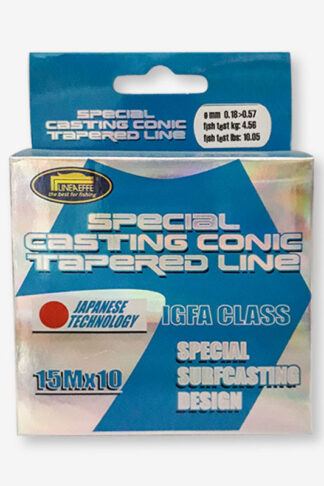 SPECIAL
CASTING CONIC
TAPERED LINE
ø mm 0.18>0.57
fish test kg: 4.56
fish test lbs: 10.05
LINEAEFFE
the best for fishing
SPECIAL
CASTING CONIC
TAPERED LINE
JAPANESE
TECHNOLOGY
IGFA CLASS
15Mx10
SPECIAL
SURFCASTING
DESIGN